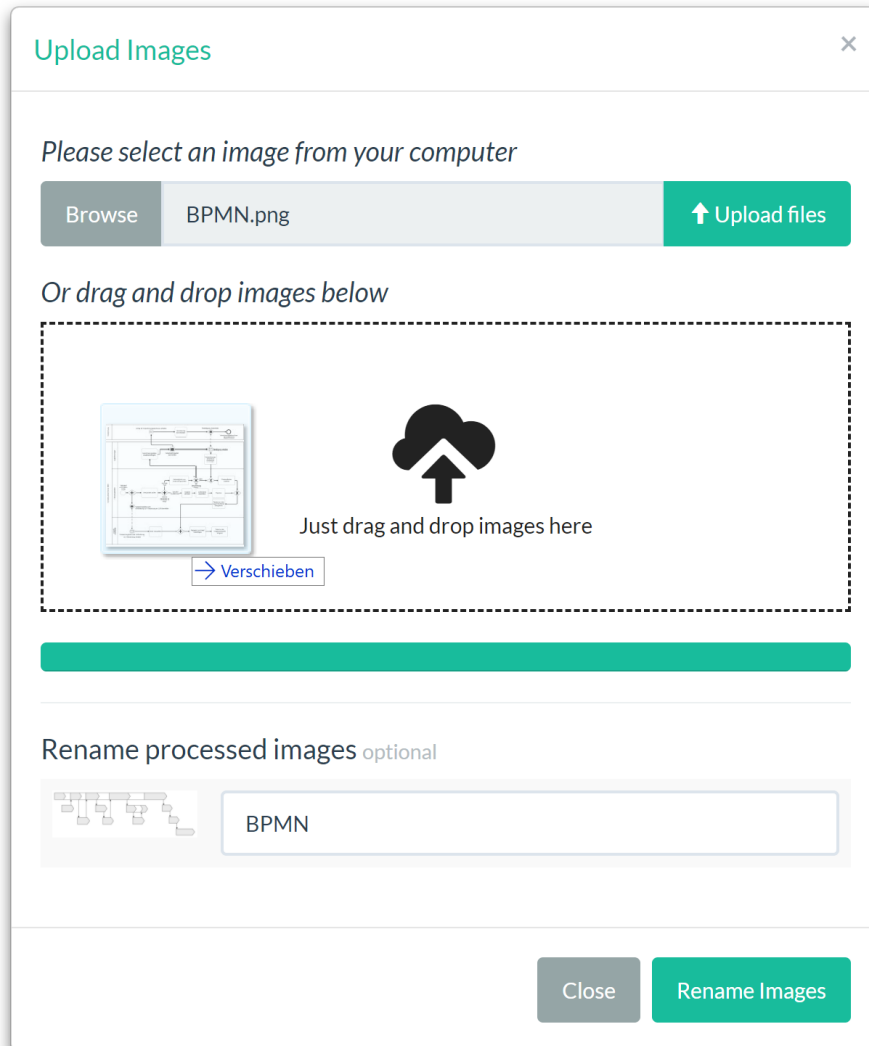 Upload Images
×
Please select an image from your computer
Browse BPMN.png Upload files
Or drag and drop images below
Just drag and drop images here
→ Verschieben
Rename processed images optional
BPMN
Close Rename Images